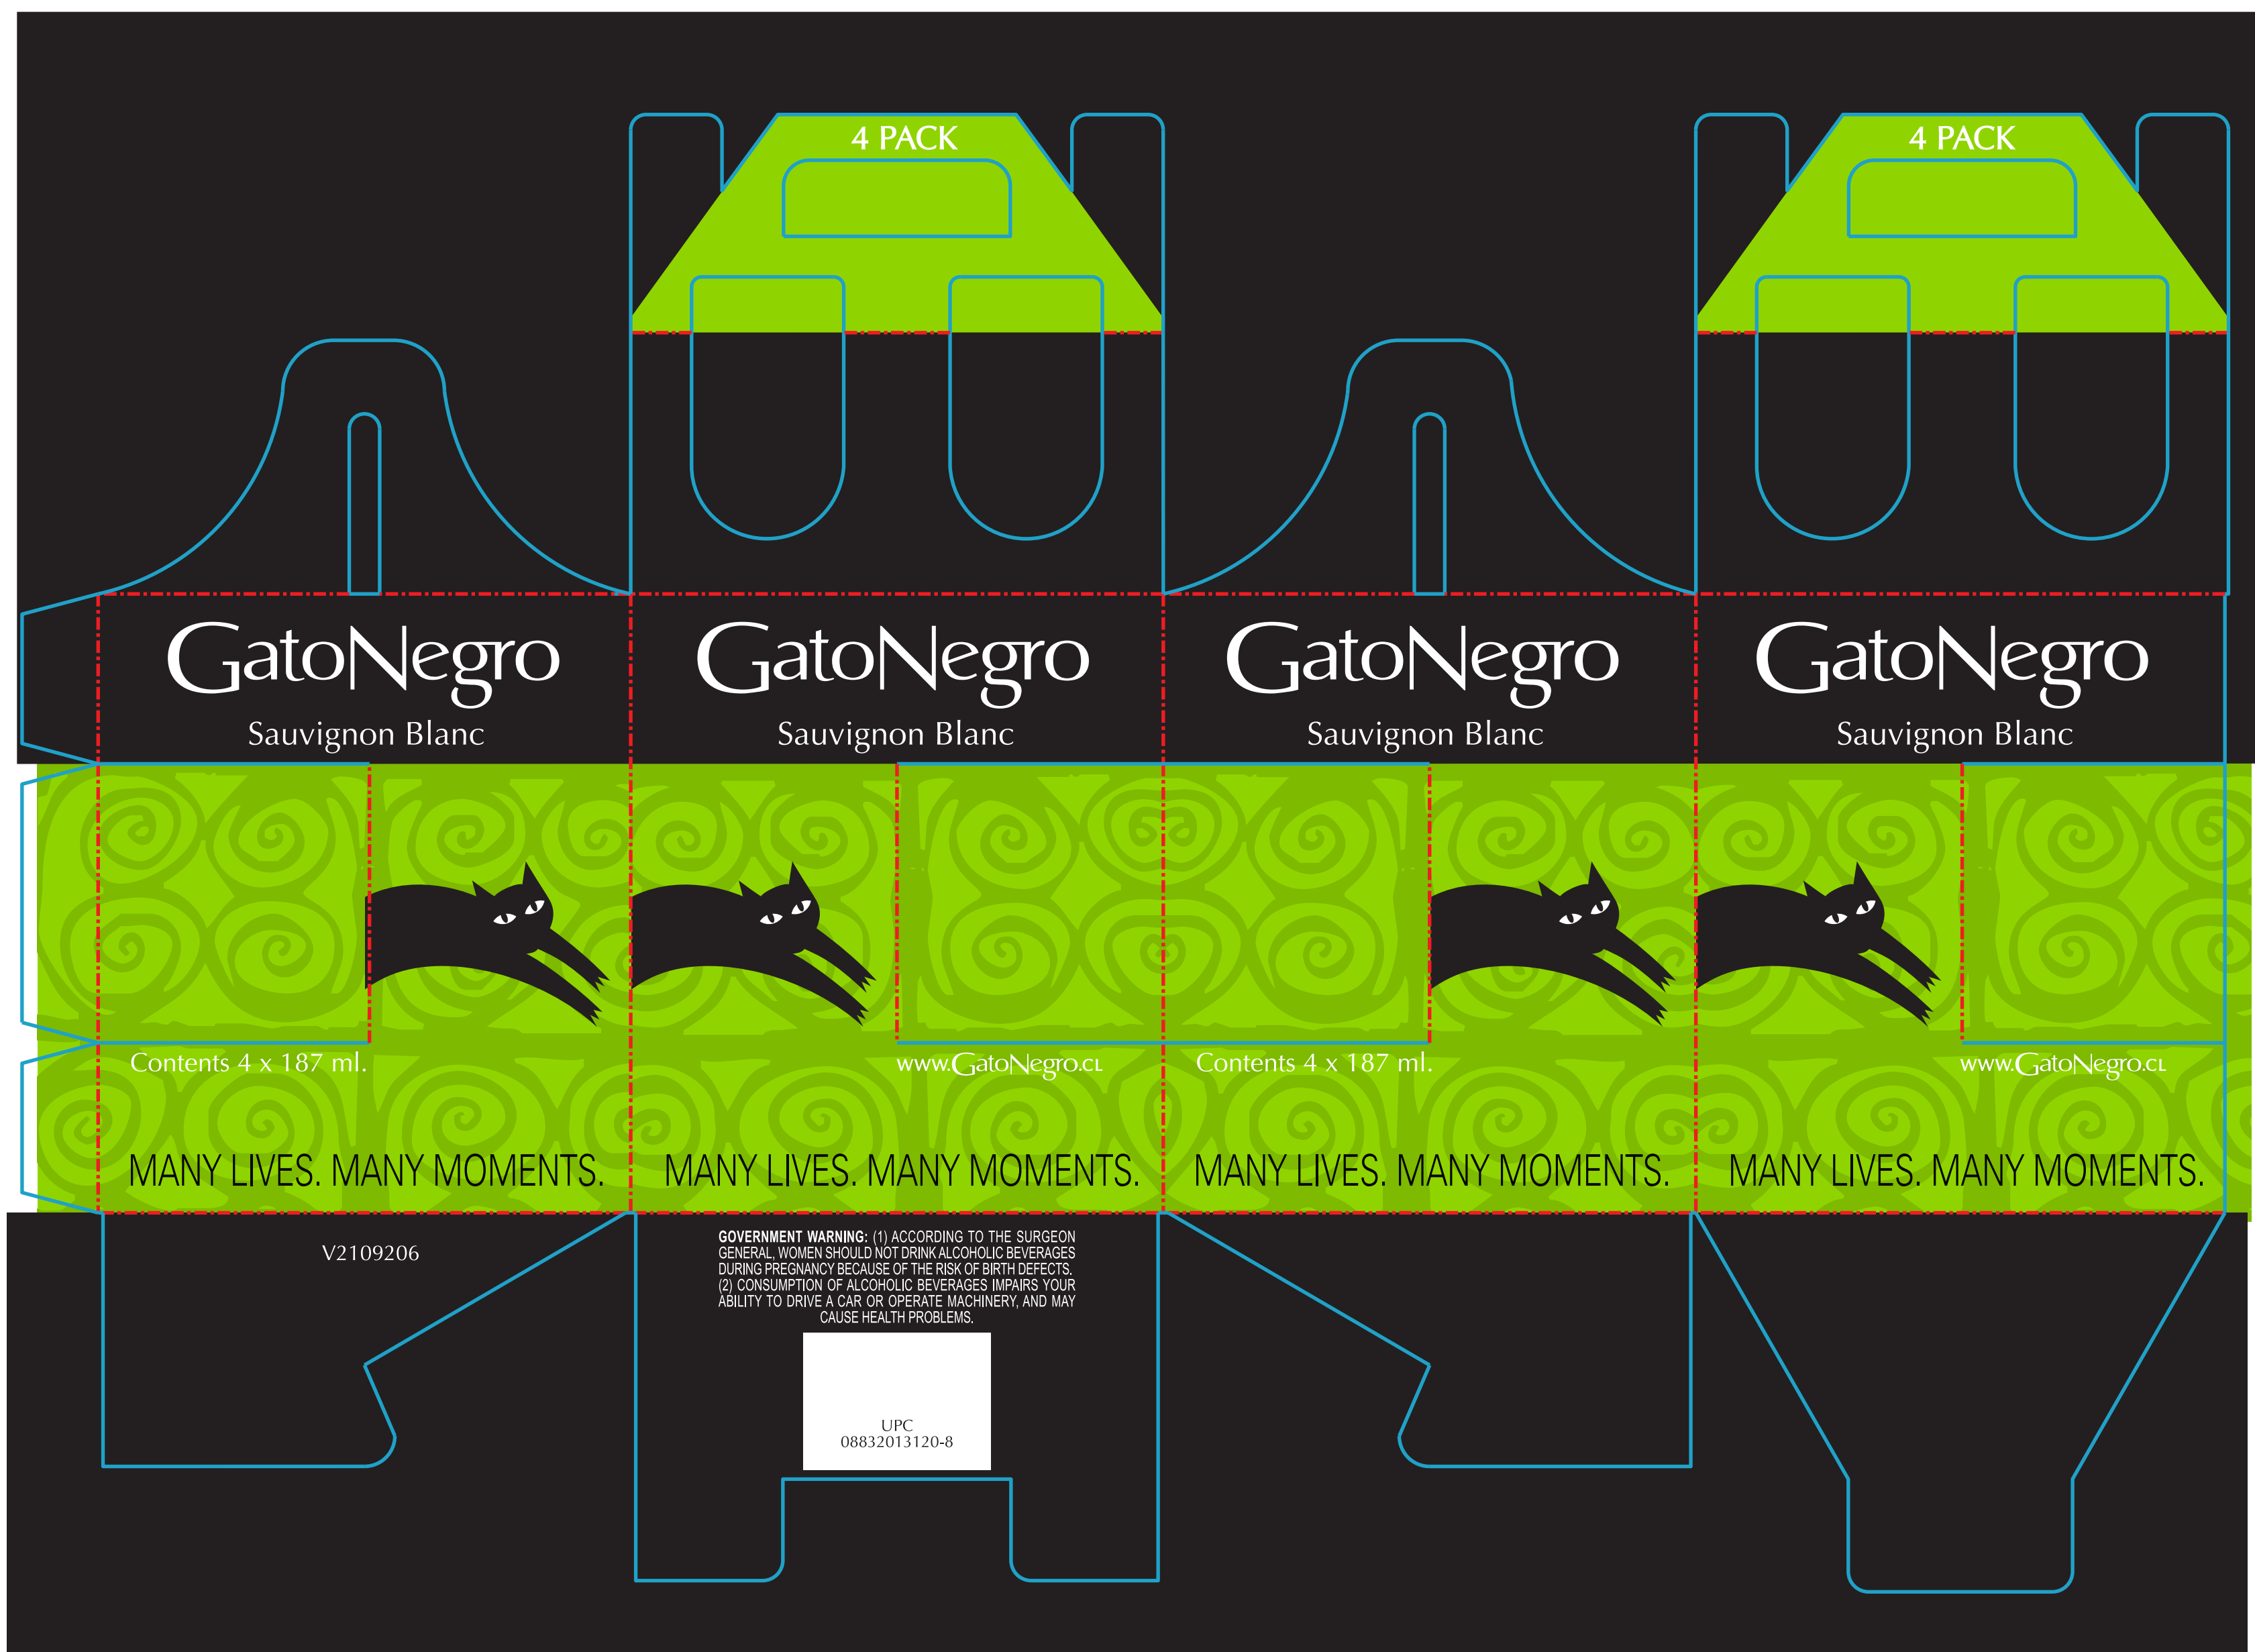 4 PACK
4 PACK
GatoNegro
GatoNegro
GatoNegro
GatoNegro
Sauvignon Blanc
Sauvignon Blanc
Sauvignon Blanc
Sauvignon Blanc
Contents 4 x 187 ml.
www.GatoNegro.CL
Contents 4 x 187 ml.
www.GatoNegro.CL
MANY LIVES. MANY MOMENTS.
MANY LIVES. MANY MOMENTS.
MANY LIVES. MANY MOMENTS.
MANY LIVES. MANY MOMENTS.
V2109206
GOVERNMENT WARNING: (1) ACCORDING TO THE SURGEON
GENERAL, WOMEN SHOULD NOT DRINK ALCOHOLIC BEVERAGES
DURING PREGNANCY BECAUSE OF THE RISK OF BIRTH DEFECTS.
(2) CONSUMPTION OF ALCOHOLIC BEVERAGES IMPAIRS YOUR
ABILITY TO DRIVE A CAR OR OPERATE MACHINERY, AND MAY
CAUSE HEALTH PROBLEMS.
UPC
08832013120-8